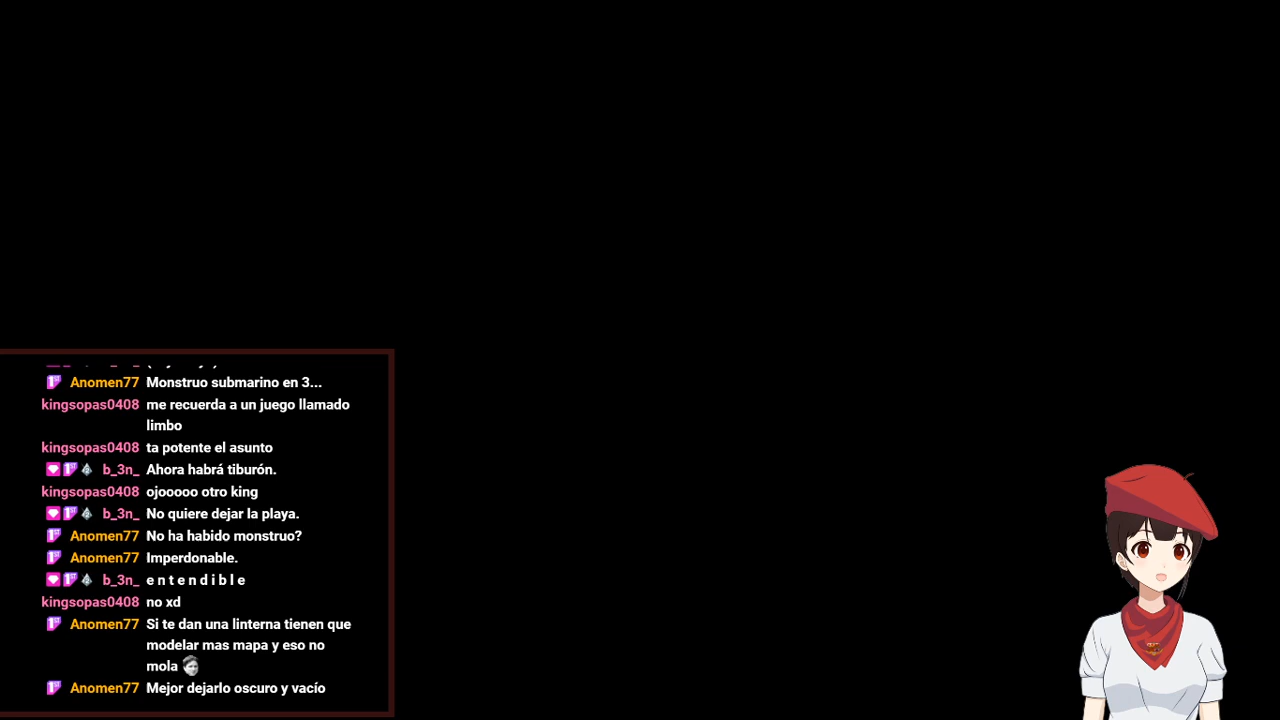 Anomen77 Monstruo submarino en 3...
kingsopas0408 me recuerda a un juego llamado
limbo
kingsopas0408 ta potente el asunto
b_3n_ Ahora habrá tiburón.
kingsopas0408 ojooooo otro king
b_3n_ No quiere dejar la playa.
Anomen77 No ha habido monstruo?
Anomen77 Imperdonable.
b_3n_ e n t e n d i b l e
kingsopas0408 no xd
Anomen77 Si te dan una linterna tienen que
modelar mas mapa y eso no
mola
Anomen77 Mejor dejarlo oscuro y vacío